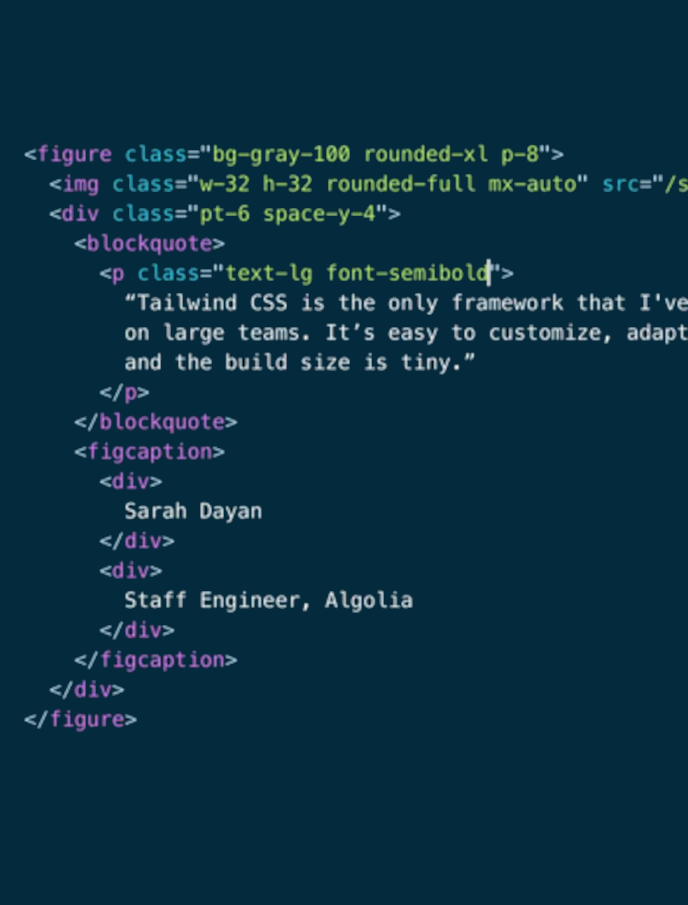 <figure class="bg-gray-100 rounded-xl p-8">
<img class="w-32 h-32 rounded-full mx-auto" src="/s
<div class="pt-6 space-y-4">
<blockquote>
<p class="text-lg font-semibold">
“Tailwind CSS is the only framework that I've
on large teams. It’s easy to customize, adapt
and the build size is tiny.”
</p>
</blockquote>
<figcaption>
<div>
Sarah Dayan
</div>
<div>
Staff Engineer, Algolia
</div>
</figcaption>
</div>
</figure>